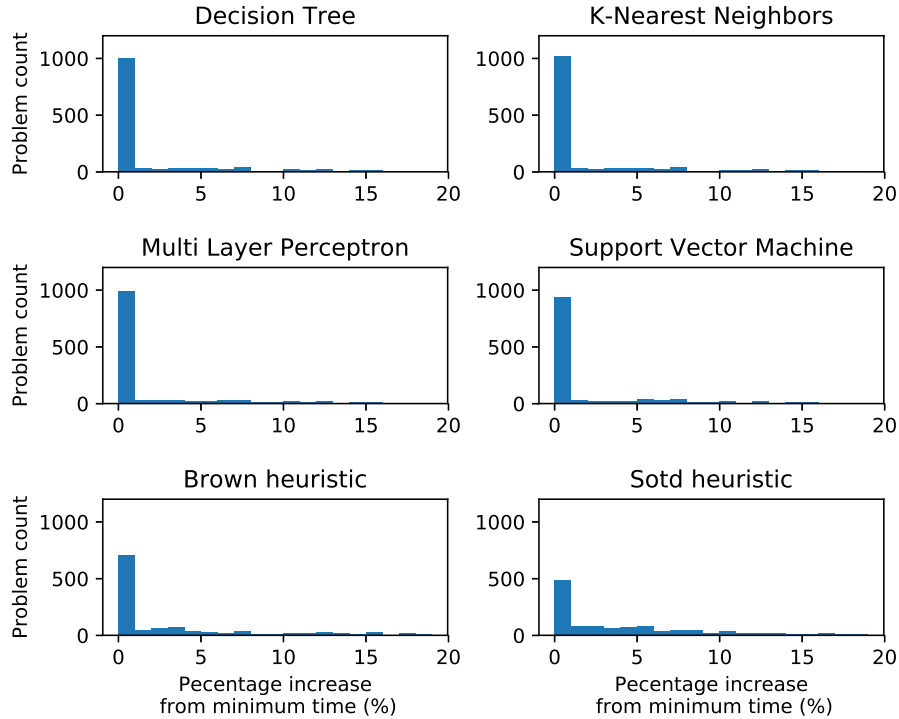 Decision Tree
K-Nearest Neighbors
Problem count
1000
500
0
0 5 10 15 20
1000
500
0
0 5 10 15 20
Multi Layer Perceptron
Support Vector Machine
Problem count
1000
500
0
0 5 10 15 20
1000
500
0
0 5 10 15 20
Brown heuristic
Sotd heuristic
Problem count
1000
500
0
0 5 10 15 20
Pecentage increase
from minimum time (%)
1000
500
0
0 5 10 15 20
Pecentage increase
from minimum time (%)